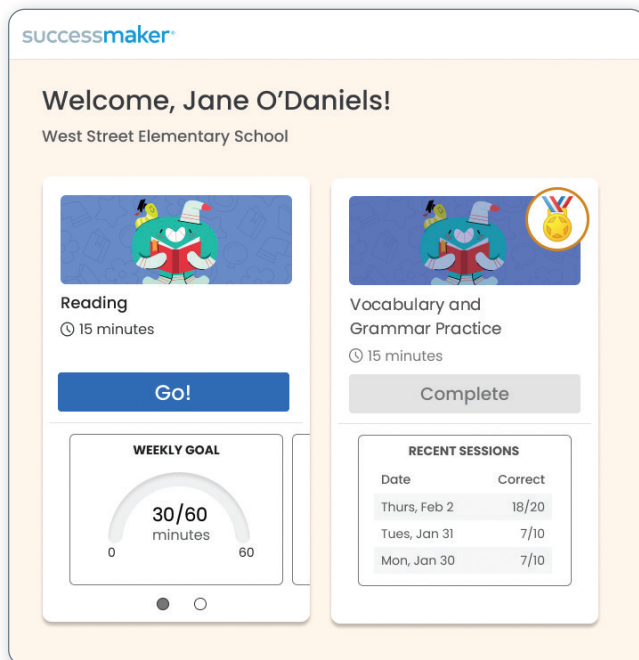 successmaker
Welcome, Jane O’Daniels!
West Street Elementary School
Reading
15 minutes
Go!
WEEKLY GOAL
30/60
minutes
0 60
Vocabulary and
Grammar Practice
15 minutes
Complete
RECENT SESSIONS
Date Correct
Thurs, Feb 2 18/20
Tues, Jan 31 7/10
Mon, Jan 30 7/10